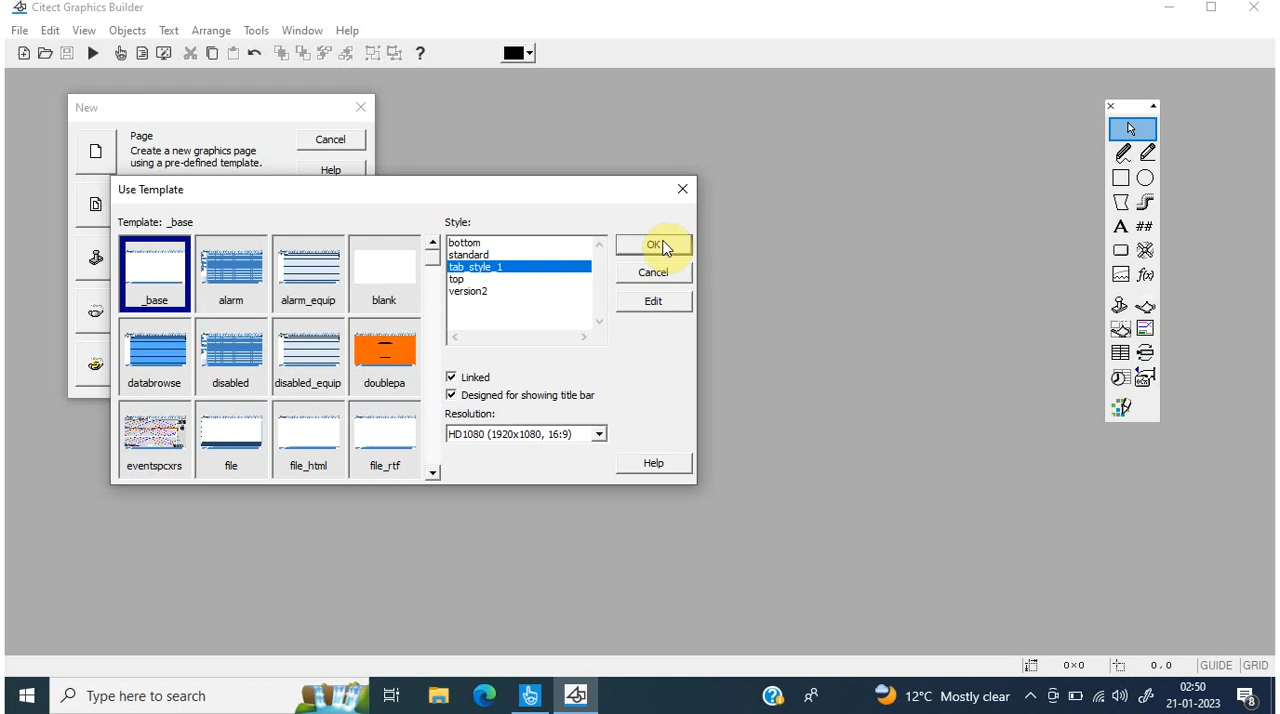 Citect Graphics Builder
File Edit View Objects Text Arrange Tools Window Help
New
Page
Create a new graphics page
using a pre-defined template.
Cancel
Help
Use Template
Template: _base
Style:
_base
alarm
alarm_equip
blank
databrowse
disabled
disabled_equip
doublepa
eventspcxrs
file
file_html
file_rtf
bottom
standard
tab_style_1
top
version2
OK
Cancel
Edit
Linked
Designed for showing title bar
Resolution:
HD1080 (1920x1080, 16:9)
Help
A ##
f(x)
0×0
0, 0
GUIDE GRID
Type here to search
12°C Mostly clear
02:50
21-01-2023
8